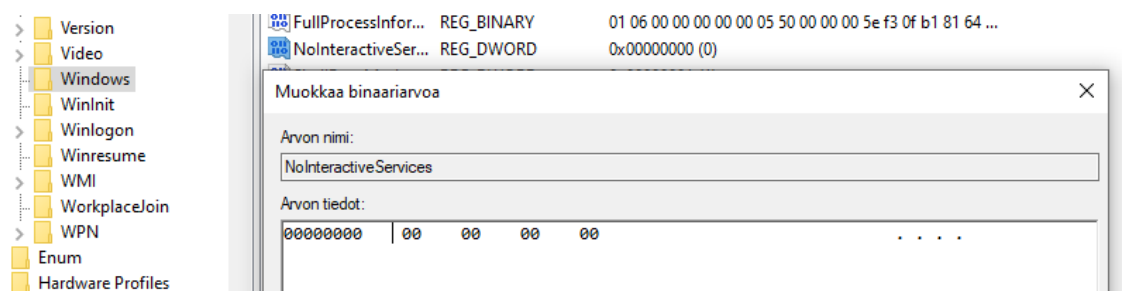 Version
Video
Windows
WinInit
Winlogon
Winresume
WMI
WorkplaceJoin
WPN
Enum
Hardware Profiles
FullProcessInfor... REG_BINARY 01 06 00 00 00 00 00 05 50 00 00 00 5e f3 0f b1 81 64 ...
NoInteractiveSer... REG_DWORD 0x00000000 (0)
Muokkaa binaariarvoa
Arvon nimi:
NoInteractiveServices
Arvon tiedot:
00000000 00 00 00 00 . . . .